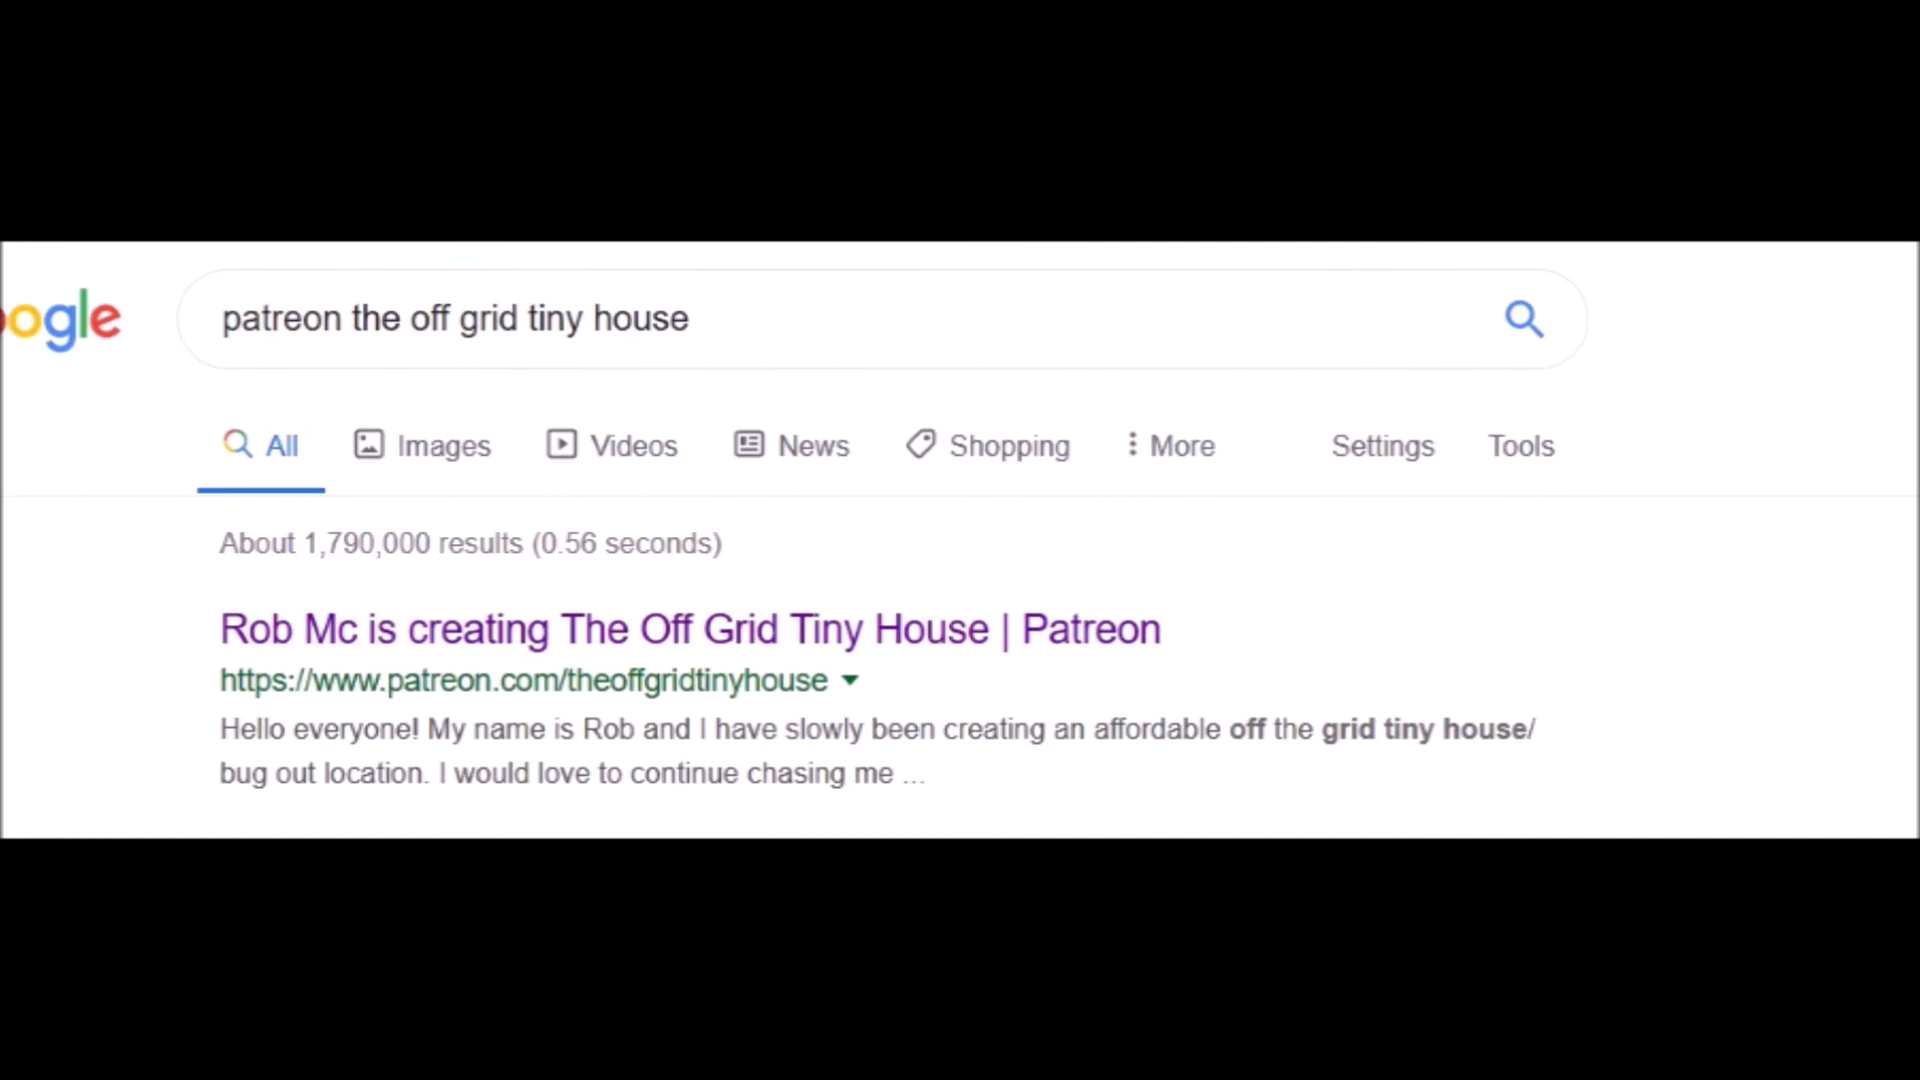 ogle
patreon the off grid tiny house
All Images Videos News Shopping More Settings Tools
About 1,790,000 results (0.56 seconds)
Rob Mc is creating The Off Grid Tiny House | Patreon
https://www.patreon.com/theoffgridtinyhouse
Hello everyone! My name is Rob and I have slowly been creating an affordable off the grid tiny house/
bug out location. I would love to continue chasing me ...